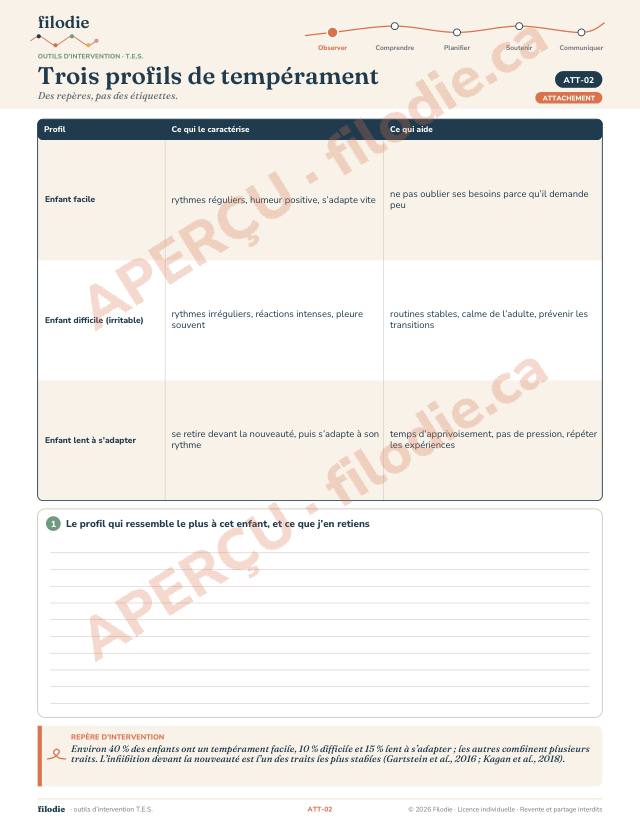 filodie
OUTILS D'INTERVENTION · T.E.S.
Observer Comprendre Planifier Soutenir Communiquer
Trois profils de tempérament
Des repères, pas des étiquettes.
ATT-02
ATTACHEMENT
Profil Ce qui le caractérise Ce qui aide
Enfant facile
rythmes réguliers, humeur positive, s'adapte vite
ne pas oublier ses besoins parce qu'il demande
peu
Enfant difficile (irritable)
rythmes irréguliers, réactions intenses, pleure
souvent
routines stables, calme de l'adulte, prévenir les
transitions
Enfant lent à s'adapter
se retire devant la nouveauté, puis s'adapte à son
rythme
temps d'apprivoisement, pas de pression, répéter
les expériences
APERÇU · filodie.ca
1 Le profil qui ressemble le plus à cet enfant, et ce que j'en retiens
APERÇU · filodie.ca
REPÈRE D'INTERVENTION
Environ 40 % des enfants ont un tempérament facile, 10 % difficile et 15 % lent à s'adapter ; les autres combinent plusieurs
traits. L'inhibition devant la nouveauté est l'un des traits les plus stables (Gartstein et al., 2016 ; Kagan et al., 2018).
filodie · outils d'intervention T.E.S. ATT-02 © 2026 Filodie · Licence individuelle · Revente et partage interdits